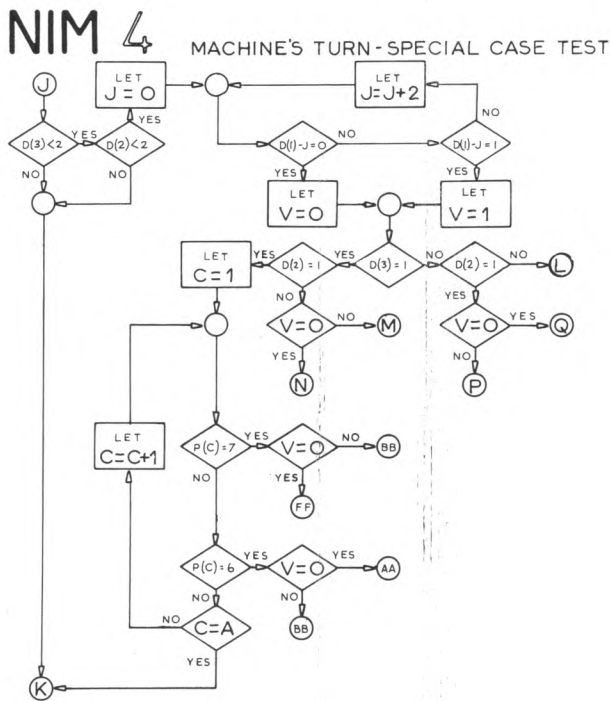 NIM 4
MACHINE'S TURN-SPECIAL CASE TEST
J
LET
J=0
LET
J=J+2
D(3)<2
YES
D(2)<2
YES
NO
NO
D(1)-J=0
NO
D(1)-J=1
NO
YES
YES
LET
V=0
LET
V=1
LET
C=1
YES
D(2)=1
YES
D(3)=1
NO
D(2)=1
NO
L
NO
YES
V=0
NO
M
V=0
YES
Q
YES
NO
N
P
LET
C=C+1
P(C)=7
YES
V=0
NO
BB
NO
YES
FF
P(C)=6
YES
V=0
YES
AA
NO
NO
BB
NO
C=A
YES
K